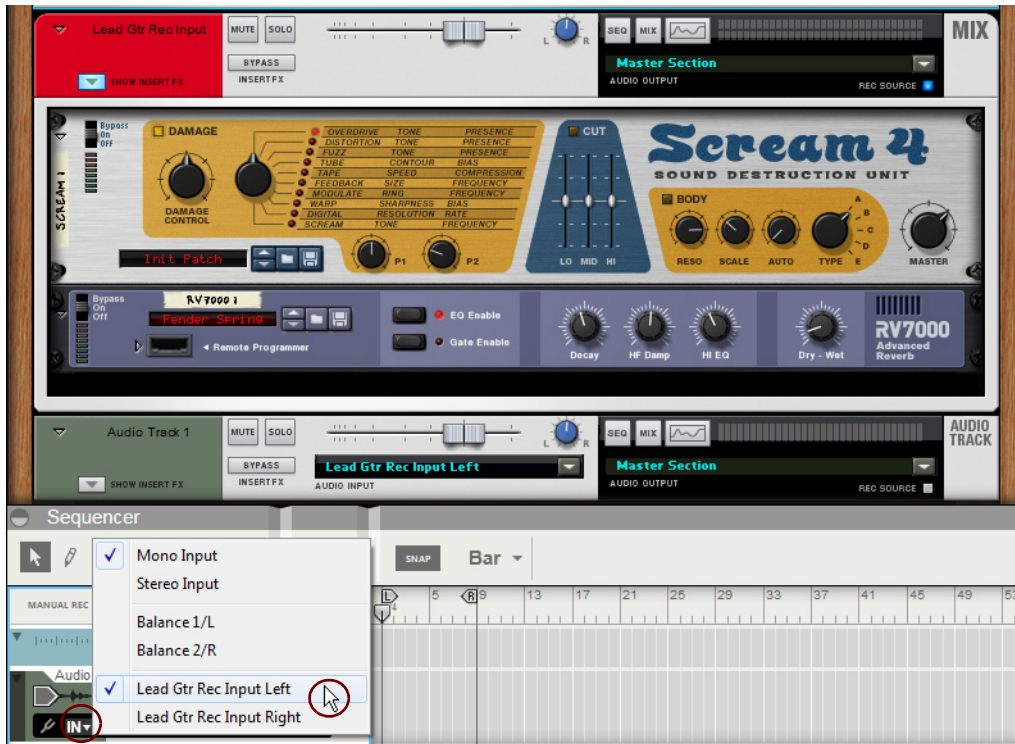 Lead Gtr Rec Input
MUTE SOLO
L R
SEQ MIX
MIX
BYPASS
INSERT FX
Master Section
AUDIO OUTPUT
REC SOURCE
SHOW INSERT FX
Bypass
On
Off
SCREAM 1
DAMAGE
DAMAGE CONTROL
OVERDRIVE TONE PRESENCE
DISTORTION TONE PRESENCE
FUZZ TONE PRESENCE
TUBE CONTOUR BIAS
TAPE SPEED COMPRESSION
FEEDBACK SIZE FREQUENCY
MODULATE RING FREQUENCY
WARP SHARPNESS BIAS
DIGITAL RESOLUTION RATE
SCREAM TONE FREQUENCY
Init Patch
P1 P2
CUT
LO MID HI
Scream 4
SOUND DESTRUCTION UNIT
BODY
A
B
C
D
E
RESO SCALE AUTO TYPE
MASTER
Bypass
On
Off
RV7000 1
Fender Spring
Remote Programmer
EQ Enable
Gate Enable
Decay HF Damp HI EQ Dry - Wet
RV7000
Advanced
Reverb
Audio Track 1
MUTE SOLO
L R
SEQ MIX
AUDIO
TRACK
BYPASS
INSERT FX
Lead Gtr Rec Input Left
AUDIO INPUT
Master Section
AUDIO OUTPUT
REC SOURCE
SHOW INSERT FX
Sequencer
SNAP Bar
Mono Input
Stereo Input
Balance 1/L
Balance 2/R
Lead Gtr Rec Input Left
Lead Gtr Rec Input Right
MANUAL REC
L R
5 9 13 17 21 25 29 33 37 41 45 49
4
Audio
IN